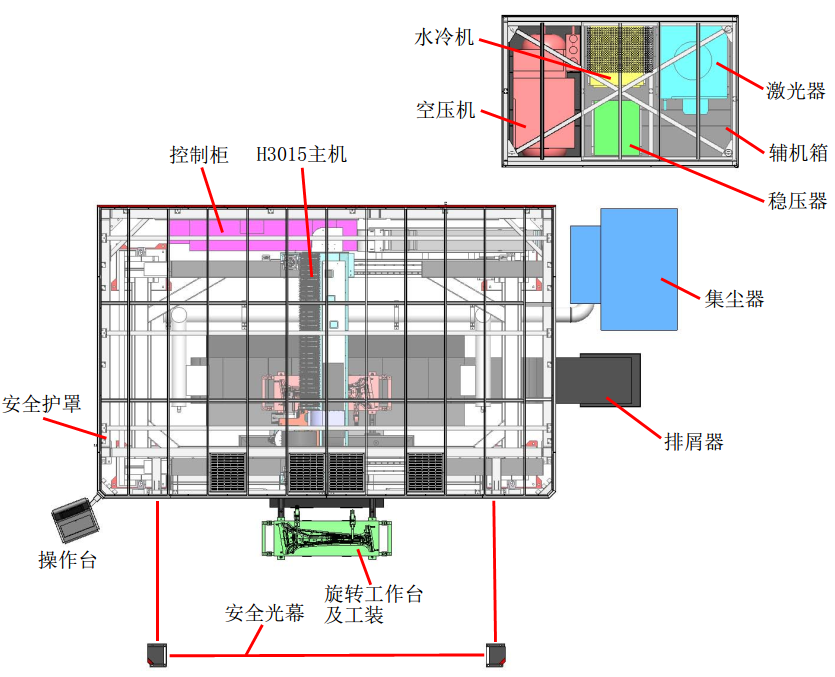 水冷机
激光器
空压机
辅机箱
控制柜
H3015主机
稳压器
集尘器
安全护罩
排屑器
操作台
旋转工作台
及工装
安全光幕